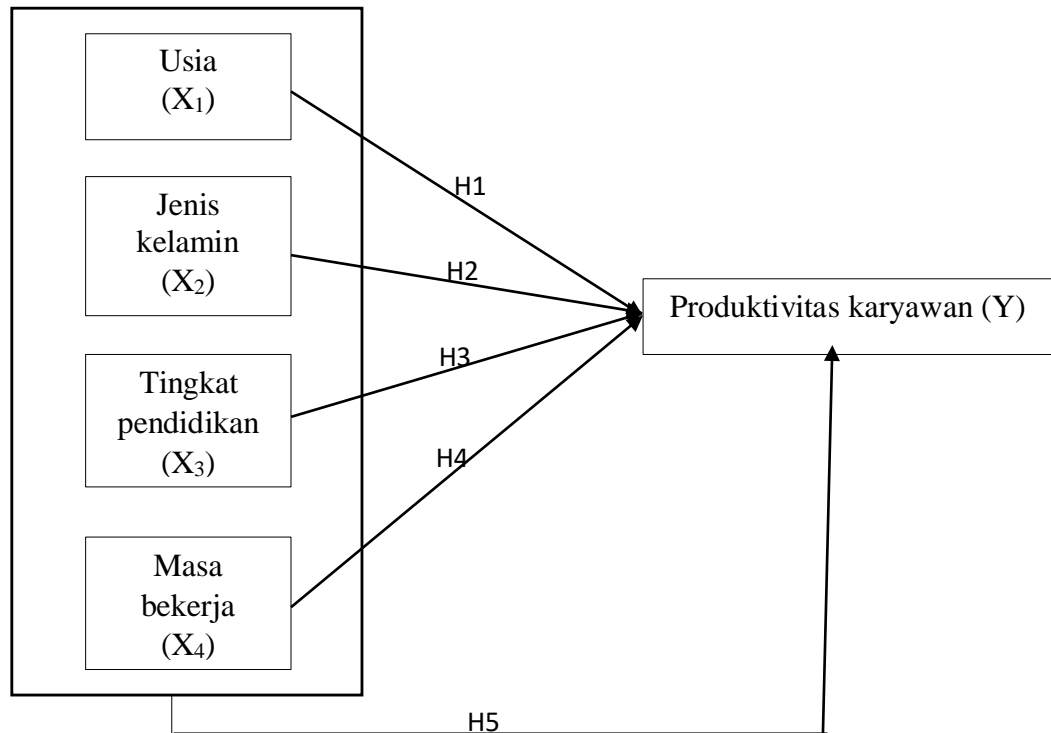 Usia
(X₁)
Jenis
kelamin
(X₂)
Tingkat
pendidikan
(X₃)
Masa
bekerja
(X₄)
H1
H2
H3
H4
Produktivitas karyawan (Y)
H5